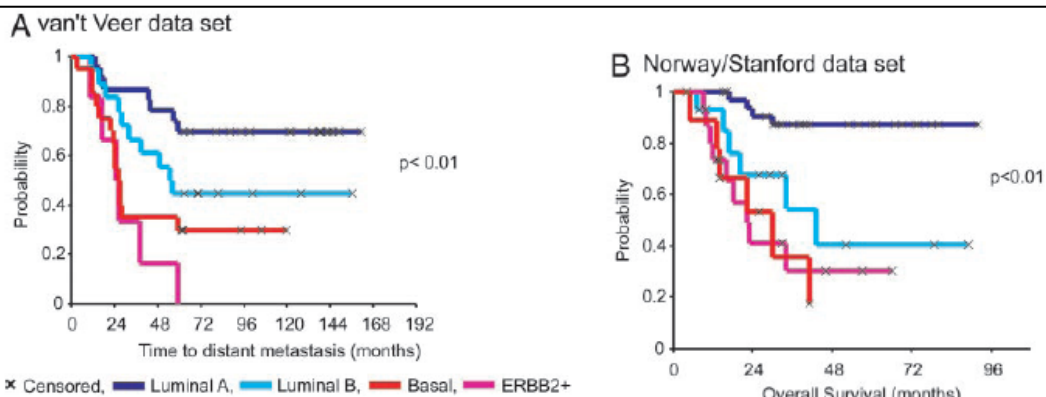 A van't Veer data set
1
0.8
0.6
0.4
0.2
0
Probability
p< 0.01
0 24 48 72 96 120 144 168 192
Time to distant metastasis (months)
B Norway/Stanford data set
1
0.8
0.6
0.4
0.2
0
Probability
p<0.01
0 24 48 72 96
Overall Survival (months)
× Censored, Luminal A, Luminal B, Basal, ERBB2+